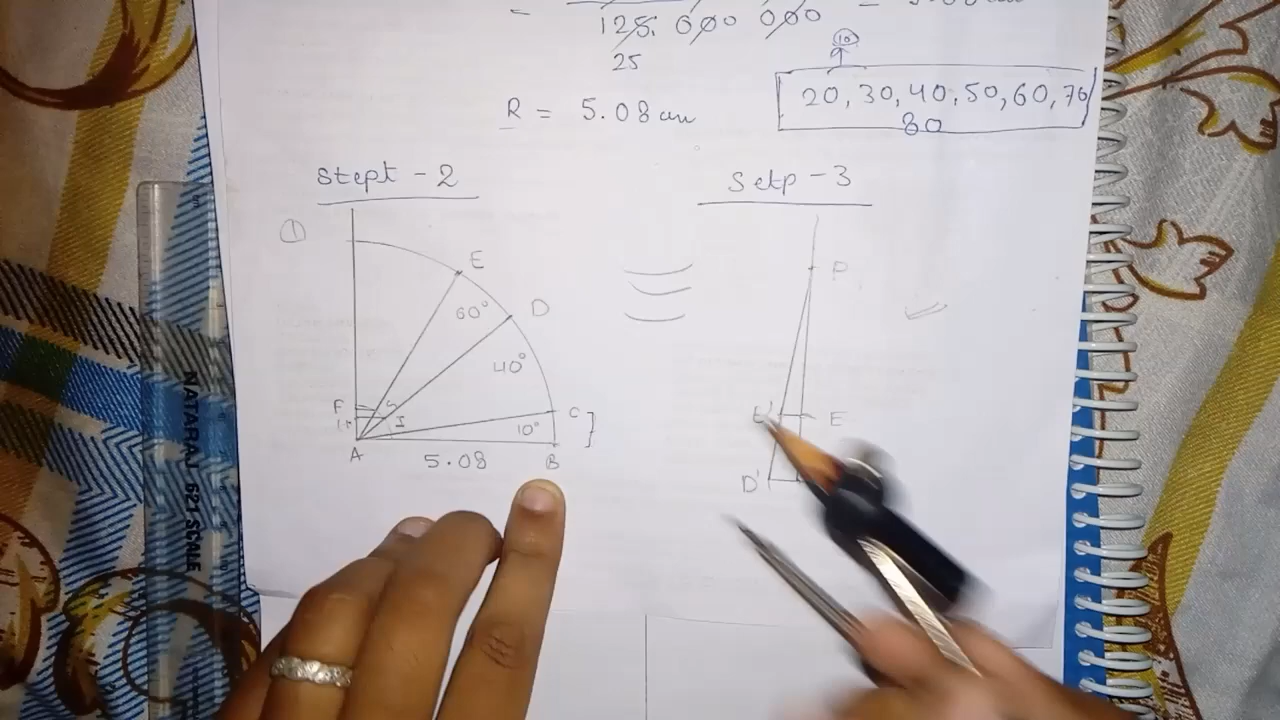 =
125. 000 000
25
10
20, 30, 40, 50, 60, 70
80
R = 5.08 cm
Stept - 2
Setp - 3
1
E
60°
D
40°
F
C
I
10°
A
5.08
B
P
E' E
D'
NATARAJ 621 SCALE